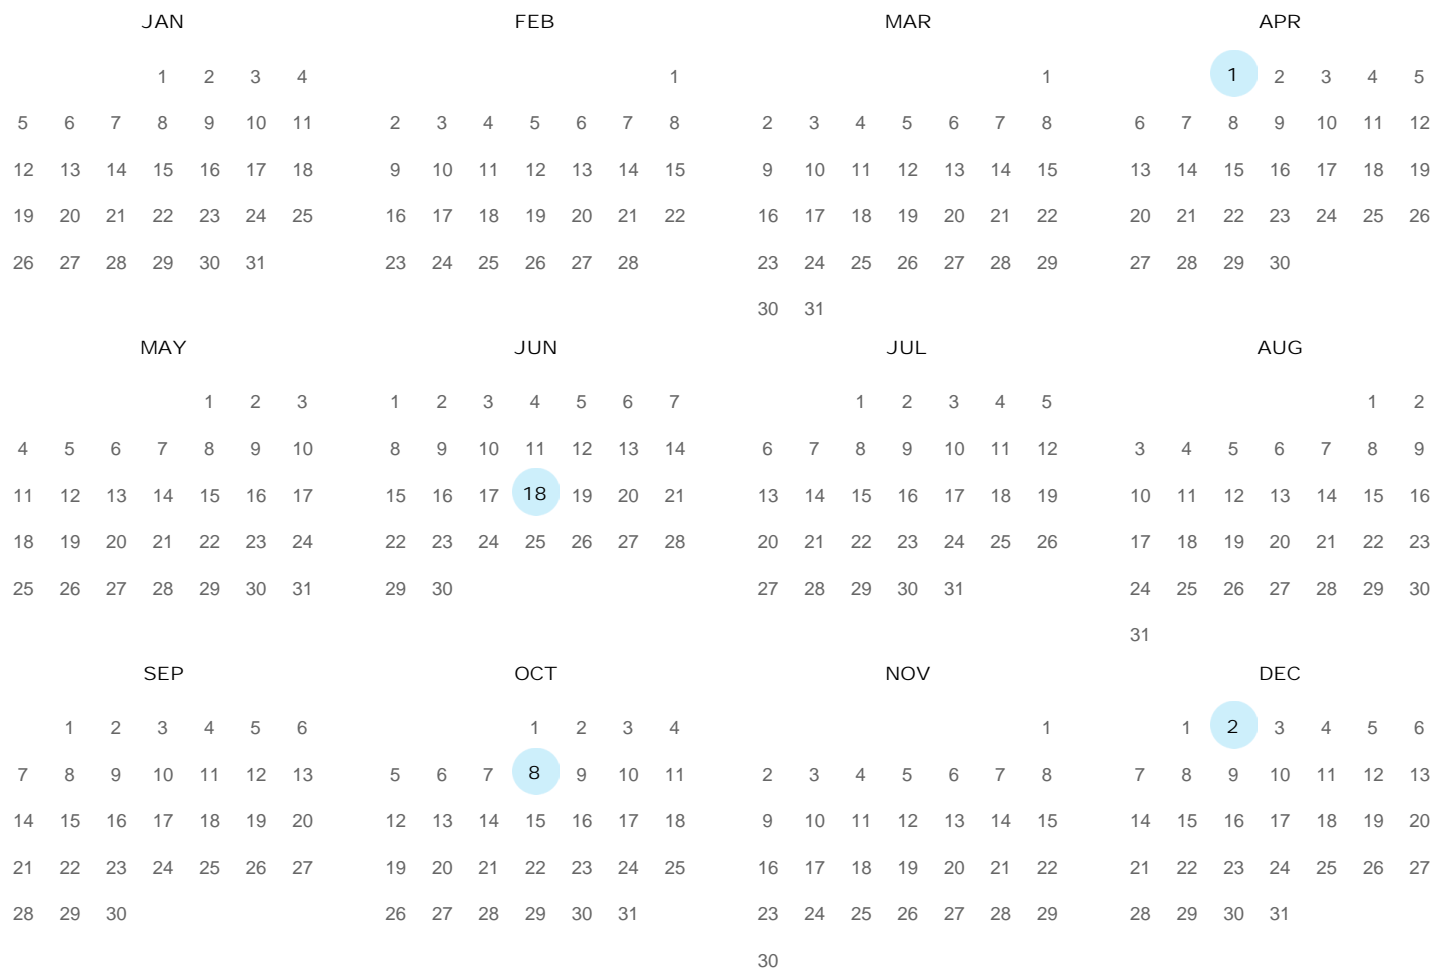 JAN FEB MAR APR
1 2 3 4 1 1 1 2 3 4 5
5 6 7 8 9 10 11 2 3 4 5 6 7 8 2 3 4 5 6 7 8 6 7 8 9 10 11 12
12 13 14 15 16 17 18 9 10 11 12 13 14 15 9 10 11 12 13 14 15 13 14 15 16 17 18 19
19 20 21 22 23 24 25 16 17 18 19 20 21 22 16 17 18 19 20 21 22 20 21 22 23 24 25 26
26 27 28 29 30 31 23 24 25 26 27 28 23 24 25 26 27 28 29 27 28 29 30
30 31
MAY JUN JUL AUG
1 2 3 1 2 3 4 5 6 7 1 2 3 4 5 1 2
4 5 6 7 8 9 10 8 9 10 11 12 13 14 6 7 8 9 10 11 12 3 4 5 6 7 8 9
11 12 13 14 15 16 17 15 16 17 18 19 20 21 13 14 15 16 17 18 19 10 11 12 13 14 15 16
18 19 20 21 22 23 24 22 23 24 25 26 27 28 20 21 22 23 24 25 26 17 18 19 20 21 22 23
25 26 27 28 29 30 31 29 30 27 28 29 30 31 24 25 26 27 28 29 30
31
SEP OCT NOV DEC
1 2 3 4 5 6 1 2 3 4 1 1 2 3 4 5 6
7 8 9 10 11 12 13 5 6 7 8 9 10 11 2 3 4 5 6 7 8 7 8 9 10 11 12 13
14 15 16 17 18 19 20 12 13 14 15 16 17 18 9 10 11 12 13 14 15 14 15 16 17 18 19 20
21 22 23 24 25 26 27 19 20 21 22 23 24 25 16 17 18 19 20 21 22 21 22 23 24 25 26 27
28 29 30 26 27 28 29 30 31 23 24 25 26 27 28 29 28 29 30 31
30